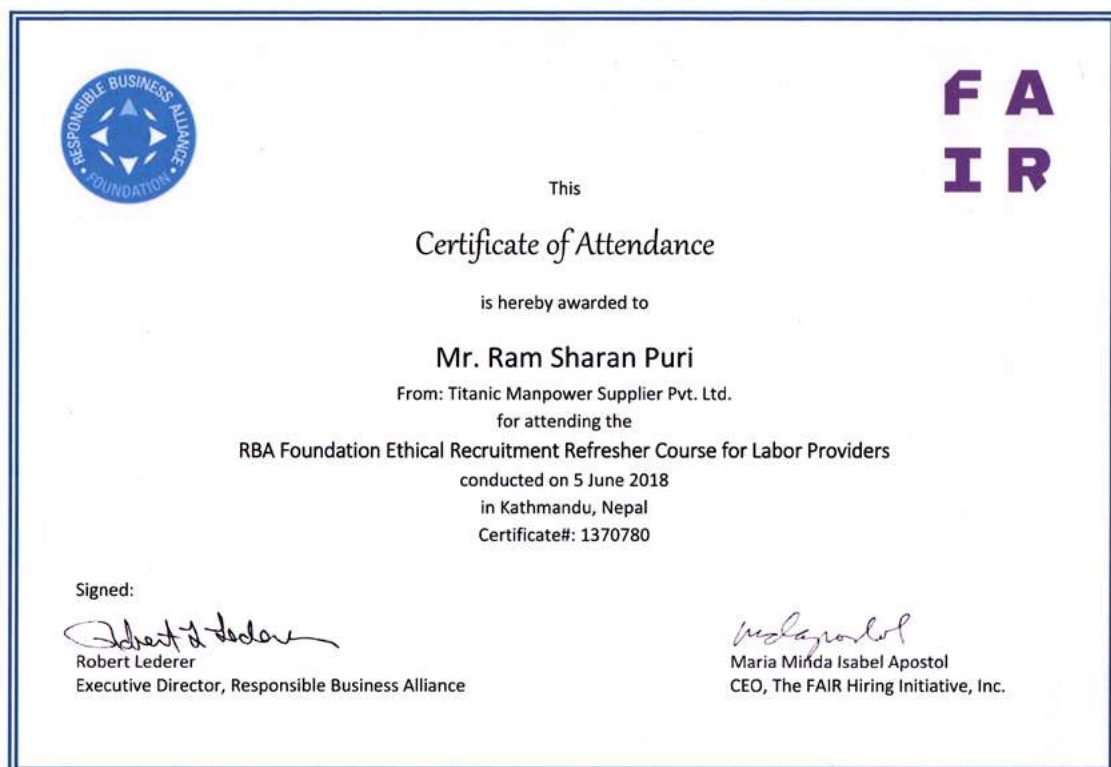 RESPONSIBLE BUSINESS ALLIANCE
• FOUNDATION •
FA
IR
This
Certificate of Attendance
is hereby awarded to
Mr. Ram Sharan Puri
From: Titanic Manpower Supplier Pvt. Ltd.
for attending the
RBA Foundation Ethical Recruitment Refresher Course for Labor Providers
conducted on 5 June 2018
in Kathmandu, Nepal
Certificate#: 1370780
Signed:
Robert Lederer
Executive Director, Responsible Business Alliance
Maria Minda Isabel Apostol
CEO, The FAIR Hiring Initiative, Inc.